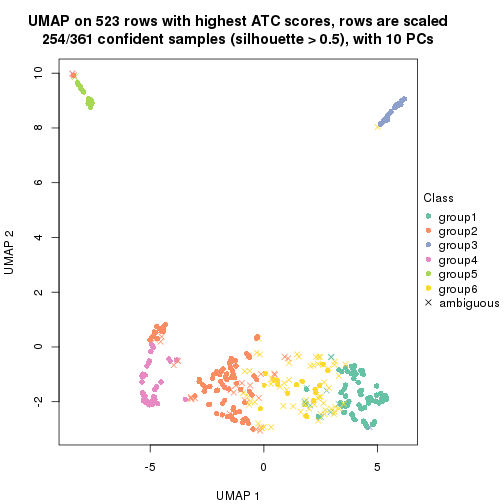 UMAP on 523 rows with highest ATC scores, rows are scaled
254/361 confident samples (silhouette > 0.5), with 10 PCs
10
8
6
4
2
0
-2
UMAP 2
-5
0
5
UMAP 1
Class
group1
group2
group3
group4
group5
group6
ambiguous